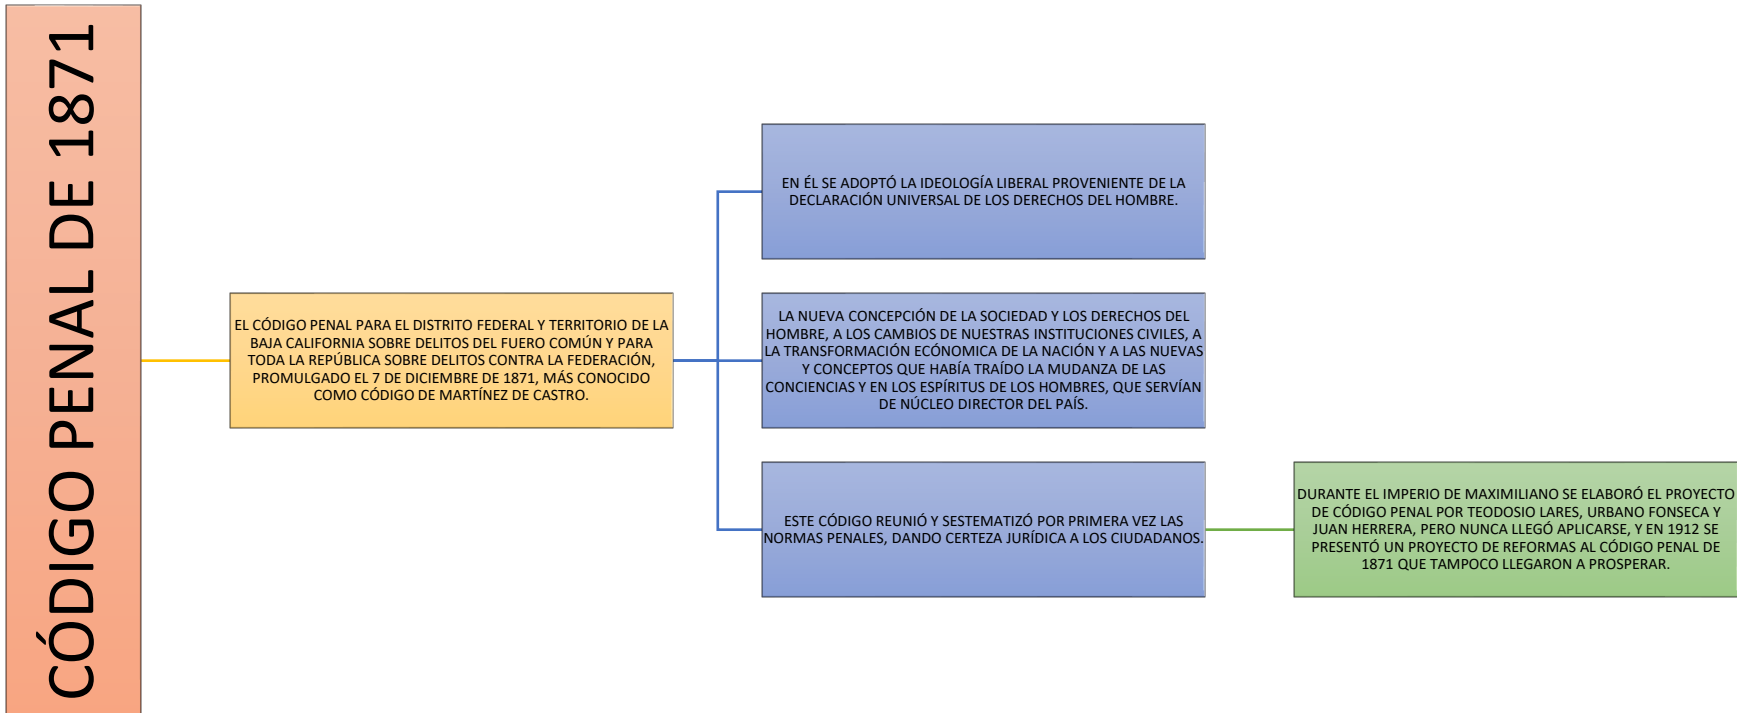 CÓDIGO PENAL DE 1871
EL CÓDIGO PENAL PARA EL DISTRITO FEDERAL Y TERRITORIO DE LA
BAJA CALIFORNIA SOBRE DELITOS DEL FUERO COMÚN Y PARA
TODA LA REPÚBLICA SOBRE DELITOS CONTRA LA FEDERACIÓN,
PROMULGADO EL 7 DE DICIEMBRE DE 1871, MÁS CONOCIDO
COMO CÓDIGO DE MARTÍNEZ DE CASTRO.
EN ÉL SE ADOPTÓ LA IDEOLOGÍA LIBERAL PROVENIENTE DE LA
DECLARACIÓN UNIVERSAL DE LOS DERECHOS DEL HOMBRE.
LA NUEVA CONCEPCIÓN DE LA SOCIEDAD Y LOS DERECHOS DEL
HOMBRE, A LOS CAMBIOS DE NUESTRAS INSTITUCIONES CIVILES, A
LA TRANSFORMACIÓN ECÓNOMICA DE LA NACIÓN Y A LAS NUEVAS
Y CONCEPTOS QUE HABÍA TRAÍDO LA MUDANZA DE LAS
CONCIENCIAS Y EN LOS ESPÍRITUS DE LOS HOMBRES, QUE SERVÍAN
DE NÚCLEO DIRECTOR DEL PAÍS.
ESTE CÓDIGO REUNIÓ Y SESTEMATIZÓ POR PRIMERA VEZ LAS
NORMAS PENALES, DANDO CERTEZA JURÍDICA A LOS CIUDADANOS.
DURANTE EL IMPERIO DE MAXIMILIANO SE ELABORÓ EL PROYECTO
DE CÓDIGO PENAL POR TEODOSIO LARES, URBANO FONSECA Y
JUAN HERRERA, PERO NUNCA LLEGÓ APLICARSE, Y EN 1912 SE
PRESENTÓ UN PROYECTO DE REFORMAS AL CÓDIGO PENAL DE
1871 QUE TAMPOCO LLEGARON A PROSPERAR.